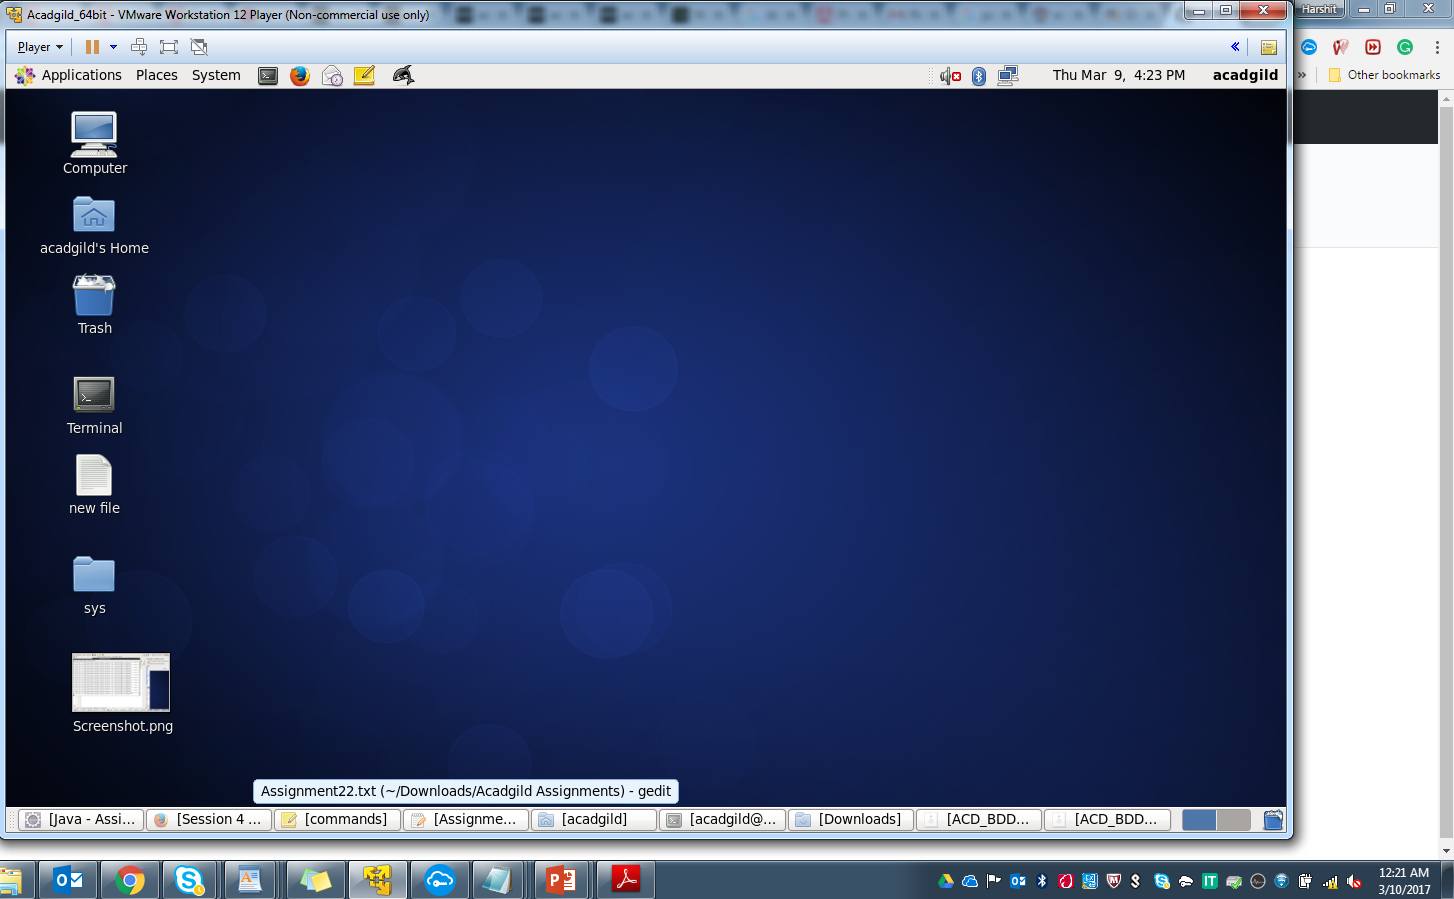 Acadgild_64bit - VMware Workstation 12 Player (Non-commercial use only)
Harshit
Player
Other bookmarks
Applications Places System
Thu Mar 9, 4:23 PM acadgild
Computer
acadgild's Home
Trash
Terminal
new file
sys
Screenshot.png
Assignment22.txt (~/Downloads/Acadgild Assignments) - gedit
[Java - Assi... [Session 4 ... [commands] [Assignme... [acadgild] [acadgild@... [Downloads] [ACD_BDD... [ACD_BDD...
12:21 AM
3/10/2017